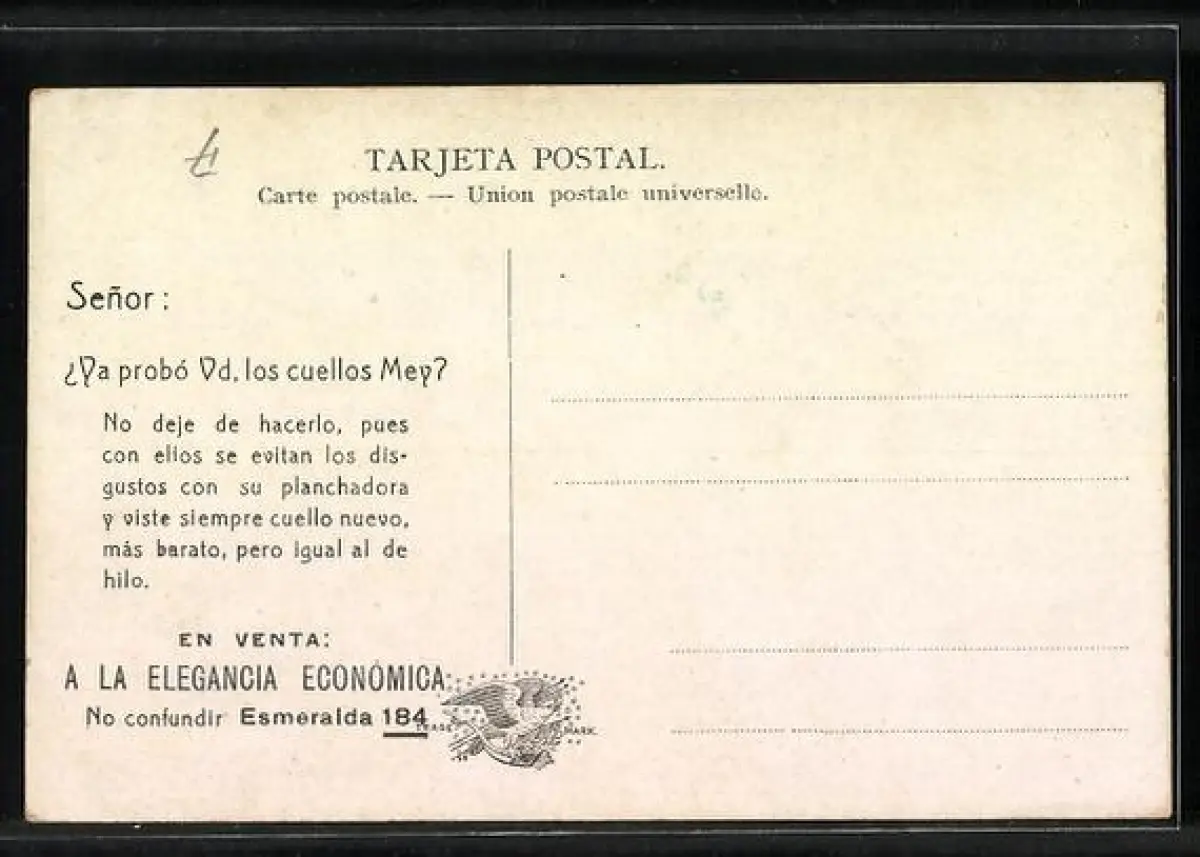 TARJETA POSTAL.
Carte postale. — Union postale universelle.
Señor:
¿Ya probó Vd, los cuellos Mey?
No deje de hacerlo, pues
con ellos se evitan los dis-
gustos con su planchadora
y viste siempre cuello nuevo,
más barato, pero igual al de
hilo.
EN VENTA:
A LA ELEGANCIA ECONÓMICA
No confundir Esmeralda 184
TRADE MARK.